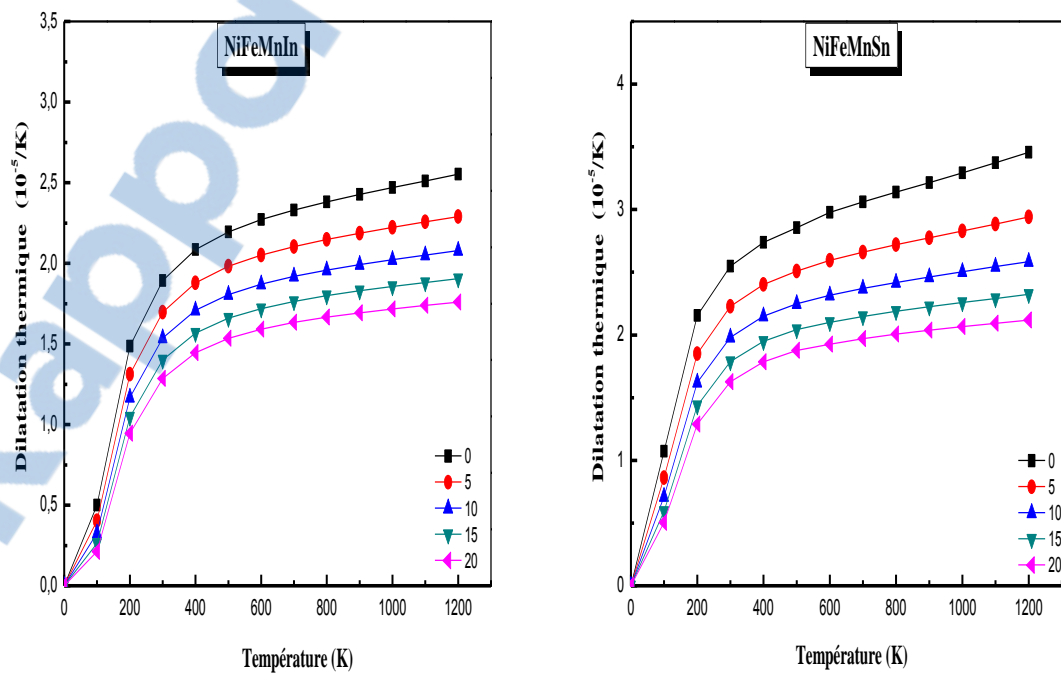 NiFeMnIn
Dilatation thermique (10⁻⁵/K)
3,5
3,0
2,5
2,0
1,5
1,0
0,5
0,0
0 200 400 600 800 1000 1200
Température (K)
0
5
10
15
20
NiFeMnSn
Dilatation thermique (10⁻⁵/K)
4
3
2
1
0
0 200 400 600 800 1000 1200
Température (K)
0
5
10
15
20